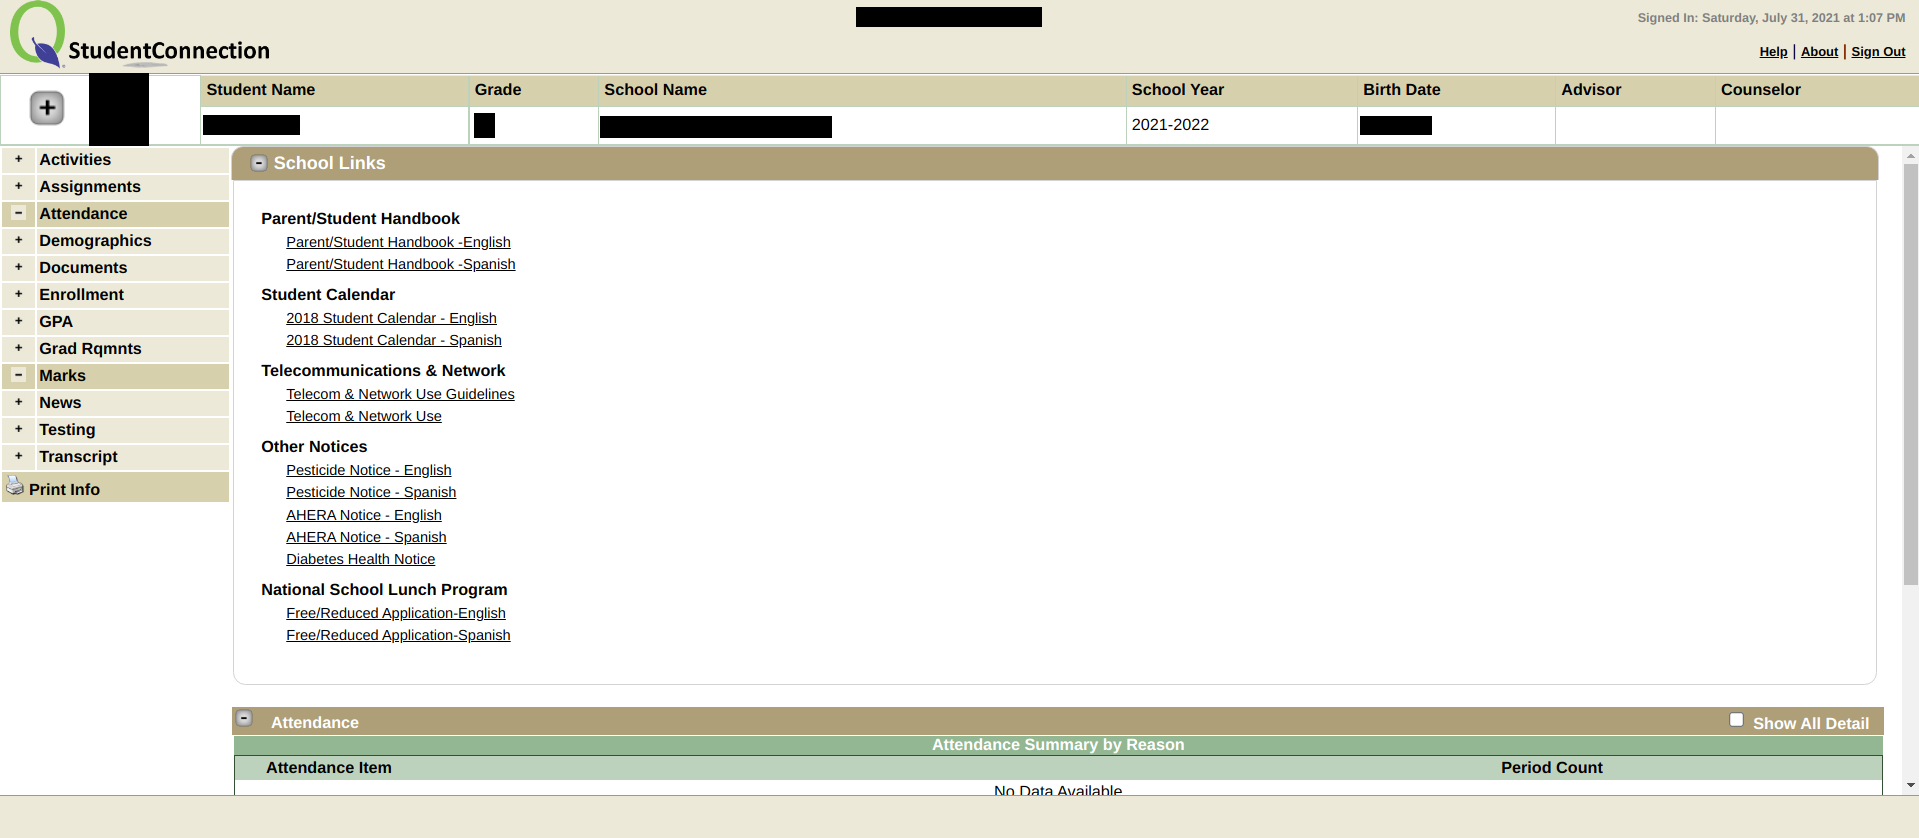 StudentConnection
Signed In: Saturday, July 31, 2021 at 1:07 PM
Help | About | Sign Out
Student Name Grade School Name School Year Birth Date Advisor Counselor
2021-2022
+ Activities
+ Assignments
- Attendance
+ Demographics
+ Documents
+ Enrollment
+ GPA
+ Grad Rqmnts
- Marks
+ News
+ Testing
+ Transcript
Print Info
- School Links
Parent/Student Handbook
Parent/Student Handbook -English
Parent/Student Handbook -Spanish
Student Calendar
2018 Student Calendar - English
2018 Student Calendar - Spanish
Telecommunications & Network
Telecom & Network Use Guidelines
Telecom & Network Use
Other Notices
Pesticide Notice - English
Pesticide Notice - Spanish
AHERA Notice - English
AHERA Notice - Spanish
Diabetes Health Notice
National School Lunch Program
Free/Reduced Application-English
Free/Reduced Application-Spanish
- Attendance Show All Detail
Attendance Summary by Reason
Attendance Item Period Count
No Data Available